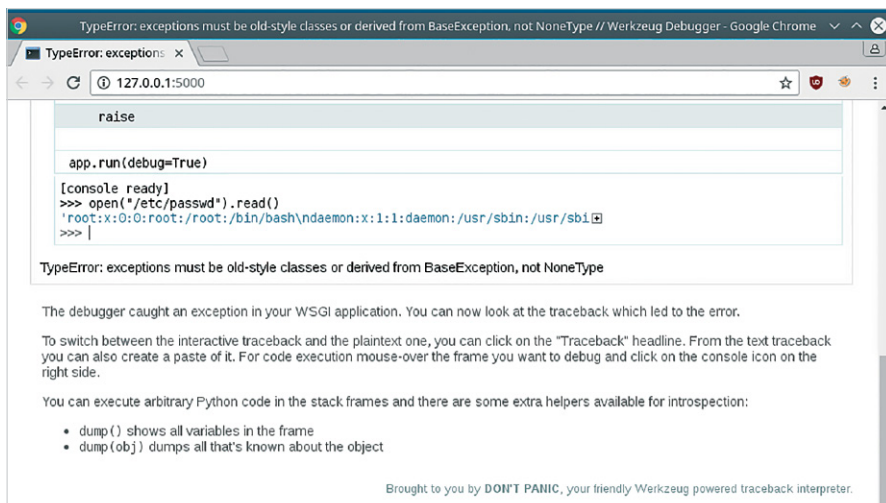 TypeError: exceptions must be old-style classes or derived from BaseException, not NoneType // Werkzeug Debugger - Google Chrome
TypeError: exceptions
127.0.0.1:5000
raise
app.run(debug=True)
[console ready]
>>> open("/etc/passwd").read()
'root:x:0:0:root:/root:/bin/bash\ndaemon:x:1:1:daemon:/usr/sbin:/usr/sbi
>>>
TypeError: exceptions must be old-style classes or derived from BaseException, not NoneType
The debugger caught an exception in your WSGI application. You can now look at the traceback which led to the error.
To switch between the interactive traceback and the plaintext one, you can click on the "Traceback" headline. From the text traceback
you can also create a paste of it. For code execution mouse-over the frame you want to debug and click on the console icon on the
right side.
You can execute arbitrary Python code in the stack frames and there are some extra helpers available for introspection:
• dump() shows all variables in the frame
• dump(obj) dumps all that's known about the object
Brought to you by DON'T PANIC, your friendly Werkzeug powered traceback interpreter.